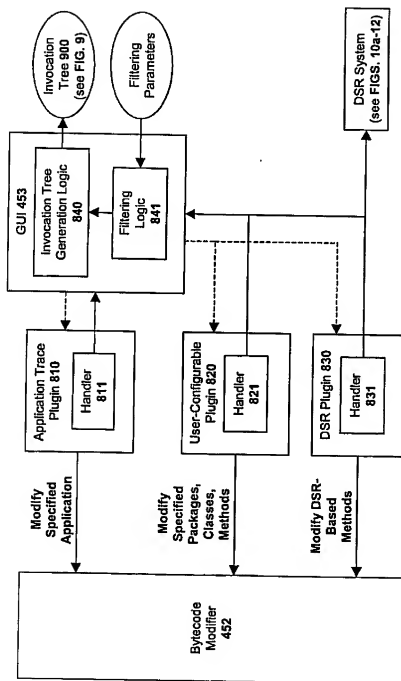 Bytecode
Modifier
452
Modify
Specified
Application
Modify
Specified
Packages,
Classes,
Methods
Modify DSR-
Based
Methods
Application Trace
Plugin 810
Handler
811
User-Configurable
Plugin 820
Handler
821
DSR Plugin 830
Handler
831
GUI 453
Invocation Tree
Generation Logic
840
Filtering
Logic
841
Invocation
Tree 900
(see FIG. 9)
Filtering
Parameters
DSR System
(see FIGS. 10a-12)